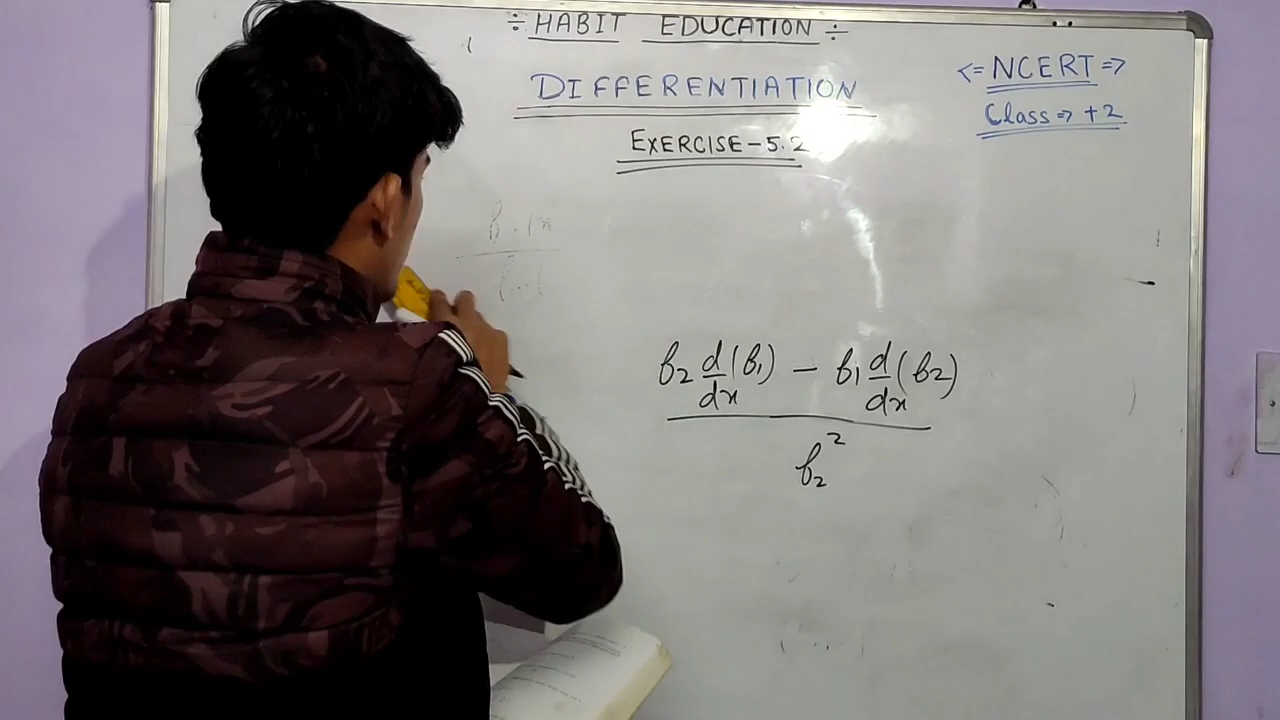 ÷ HABIT EDUCATION ÷
DIFFERENTIATION
<= NCERT =>
Class => +2
EXERCISE - 5.2
f₂ d/dx (f₁) - f₁ d/dx (f₂)
f₂²